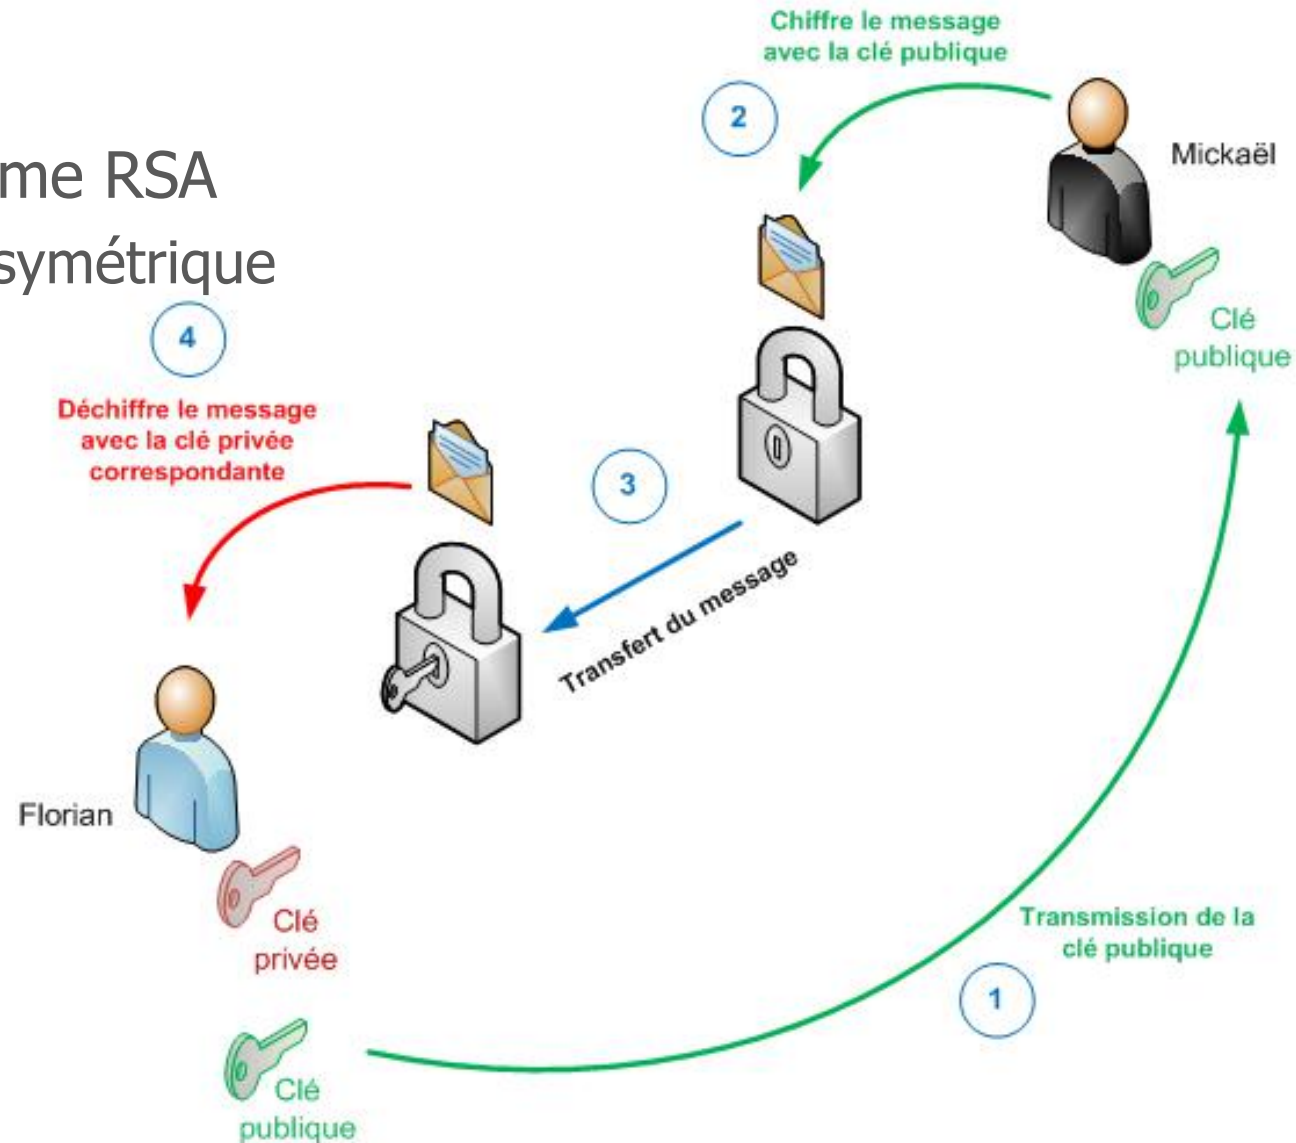 Chiffre le message
avec la clé publique
2
Mickaël
me RSA
symétrique
Clé
publique
4
Déchiffre le message
avec la clé privée
correspondante
3
Transfert du message
Florian
Clé
privée
Transmission de la
clé publique
1
Clé
publique